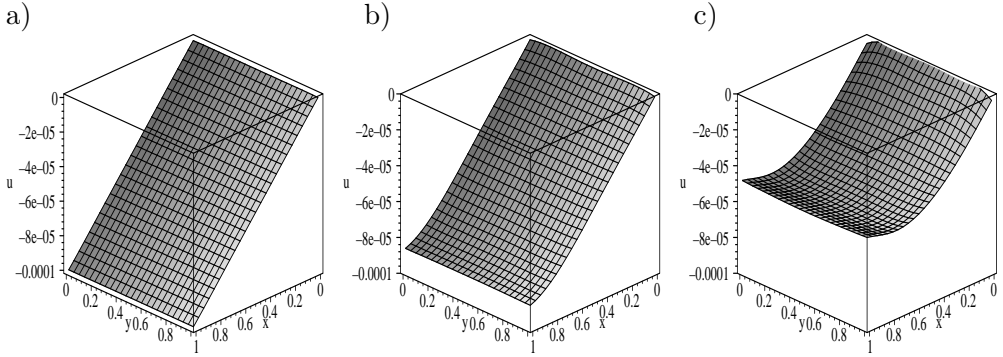 a) b) c)
0 0 0
−2e−05 −2e−05 −2e−05
−4e−05 −4e−05 −4e−05
u u u
−6e−05 −6e−05 −6e−05
−8e−05 −8e−05 −8e−05
−0.0001 −0.0001 −0.0001
0 0 0 0 0 0
0.2 0.2 0.2 0.2 0.2 0.2
0.4 0.4 0.4 0.4 0.4 0.4
y 0.6 0.6 x y 0.6 0.6 x y 0.6 0.6 x
0.8 0.8 0.8 0.8 0.8 0.8
1 1 1